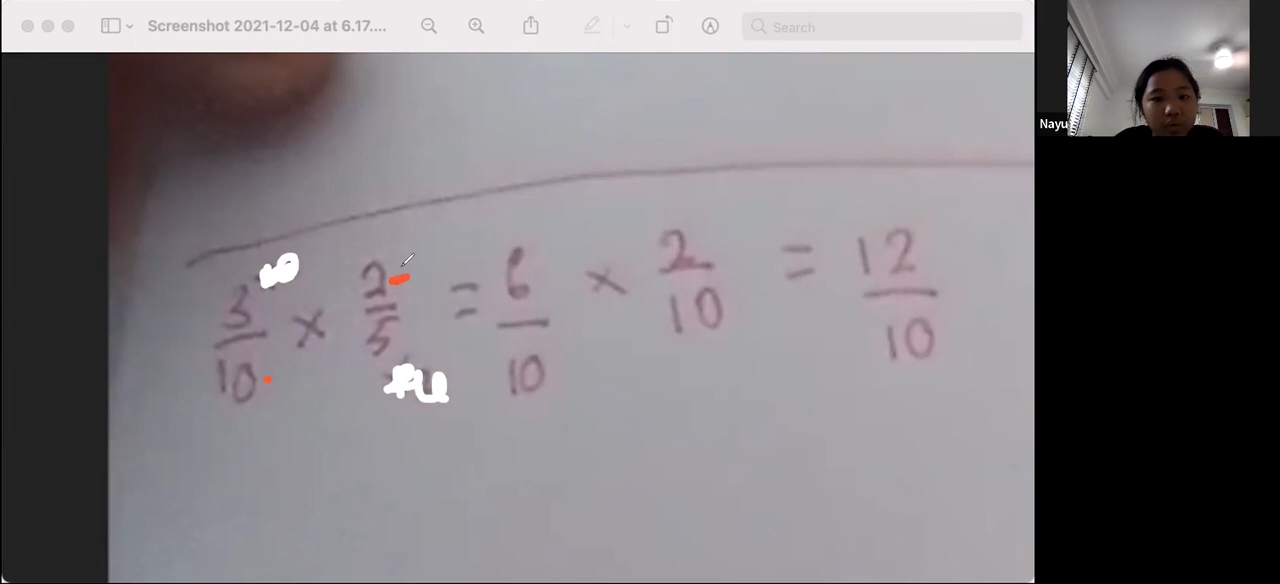 Screenshot 2021-12-04 at 6.17....
Search
Nayu
3/10 × 2/5 = 6/10 × 2/10 = 12/10